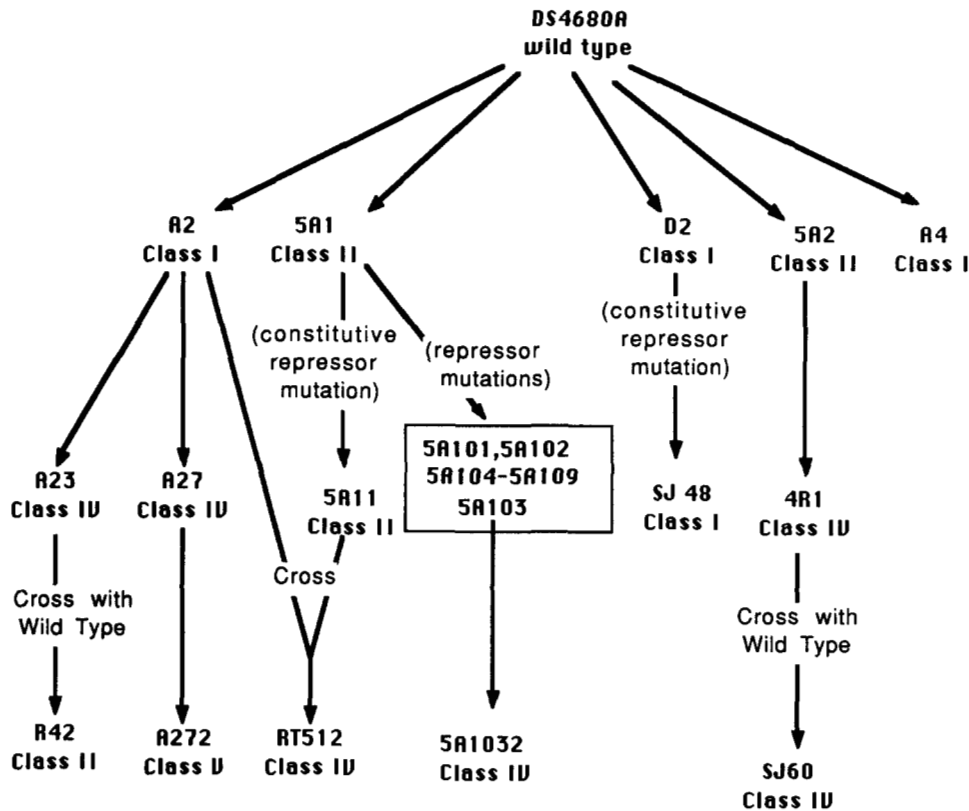 DS4680A
wild type
A2
Class I
5A1
Class II
D2
Class I
5A2
Class II
A4
Class I
(constitutive
repressor
mutation)
(repressor
mutations)
(constitutive
repressor
mutation)
A23
Class IV
A27
Class IV
5A11
Class II
5A101,5A102
5A104-5A109
5A103
SJ 48
Class I
4R1
Class IV
Cross with
Wild Type
Cross
Cross with
Wild Type
R42
Class II
A272
Class V
RT512
Class IV
5A1032
Class IV
SJ60
Class IV